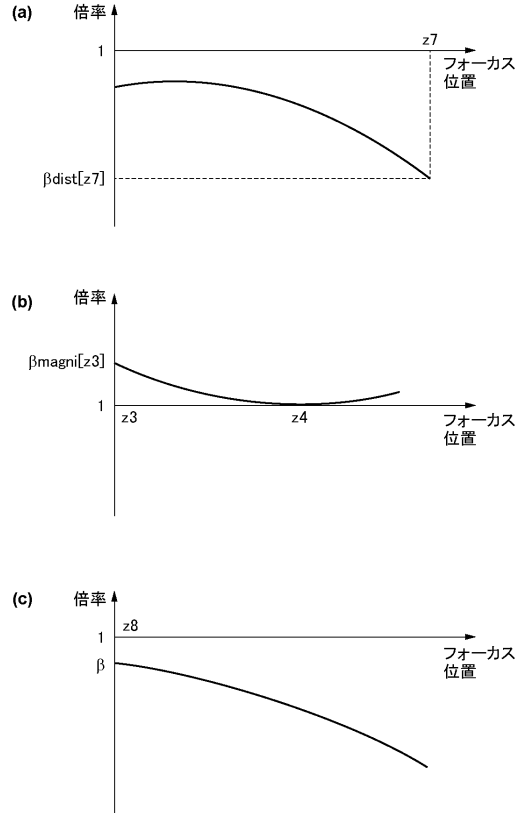 (a)
倍率
1
z7
フォーカス
位置
βdist[z7]
(b)
倍率
βmagni[z3]
1
z3
z4
フォーカス
位置
(c)
倍率
z8
1
フォーカス
位置
β